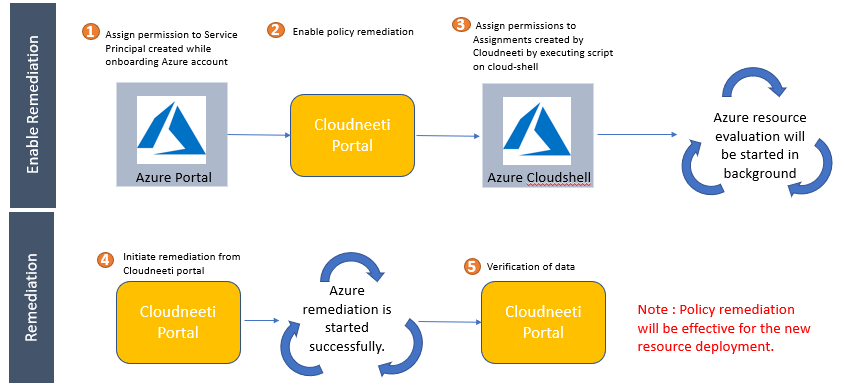 Enable Remediation
1 Assign permission to Service
Principal created while
onboarding Azure account
Azure Portal
2 Enable policy remediation
Cloudneeti
Portal
3 Assign permissions to
Assignments created by
Cloudneeti by executing script
on cloud-shell
Azure Cloudshell
Azure resource
evaluation will
be started in
background
Remediation
4 Initiate remediation from
Cloudneeti portal
Cloudneeti
Portal
Azure
remediation is
started
successfully.
5 Verification of data
Cloudneeti
Portal
Note : Policy remediation
will be effective for the new
resource deployment.